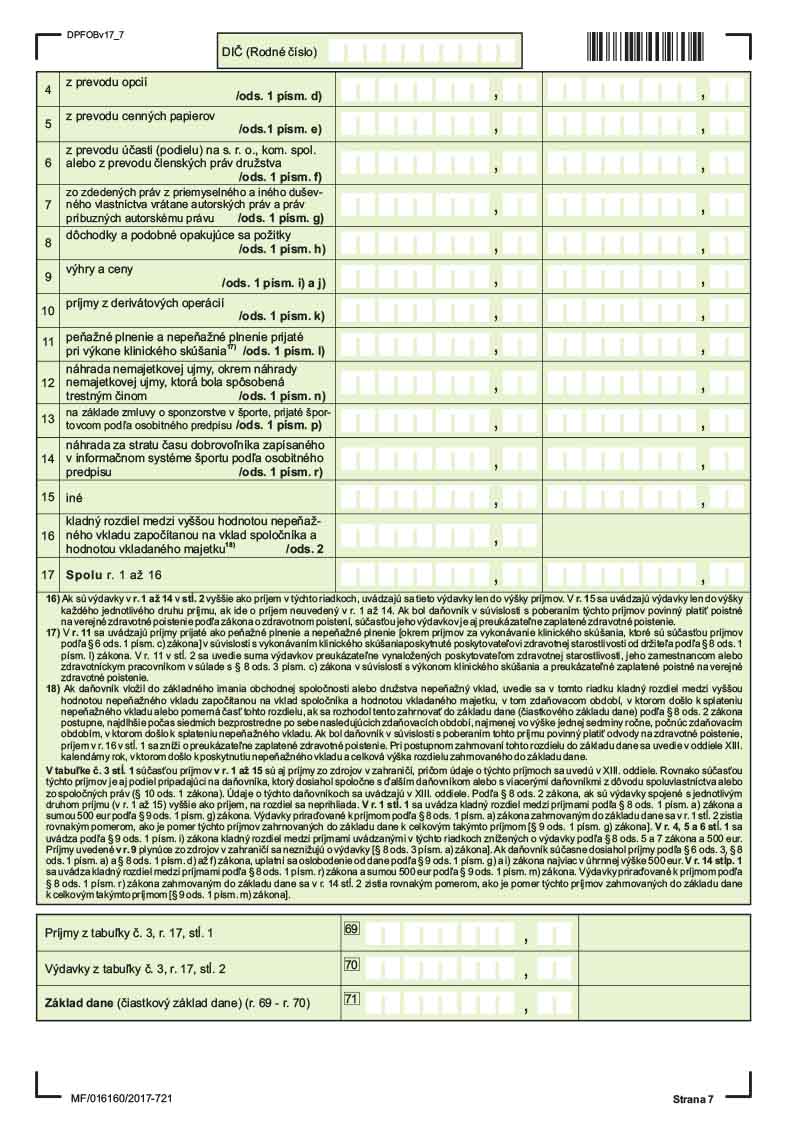 DPFOBv17_7
DIČ (Rodné číslo)
4 z prevodu opcií
/ods. 1 písm. d)
5 z prevodu cenných papierov
/ods.1 písm. e)
z prevodu účasti (podielu) na s. r. o., kom. spol.
6 alebo z prevodu členských práv družstva
/ods. 1 písm. f)
zo zdedených práv z priemyselného a iného dušev-
7 ného vlastníctva vrátane autorských práv a práv
príbuzných autorskému právu /ods. 1 písm. g)
8 dôchodky a podobné opakujúce sa požitky
/ods. 1 písm. h)
9 výhry a ceny
/ods. 1 písm. i) a j)
10 príjmy z derivátových operácií
/ods. 1 písm. k)
11 peňažné plnenie a nepeňažné plnenie prijaté
pri výkone klinického skúšania17) /ods. 1 písm. l)
náhrada nemajetkovej ujmy, okrem náhrady
12 nemajetkovej ujmy, ktorá bola spôsobená
trestným činom /ods. 1 písm. n)
13 na základe zmluvy o sponzorstve v športe, prijaté špor-
tovcom podľa osobitného predpisu /ods. 1 písm. p)
náhrada za stratu času dobrovoľníka zapísaného
14 v informačnom systéme športu podľa osobitného
predpisu /ods. 1 písm. r)
15 iné
kladný rozdiel medzi vyššou hodnotou nepeňaž-
16 ného vkladu započítanou na vklad spoločníka a
hodnotou vkladaného majetku18) /ods. 2
17 Spolu r. 1 až 16
16) Ak sú výdavky v r. 1 až 14 v stĺ. 2 vyššie ako príjem v týchto riadkoch, uvádzajú sa tieto výdavky len do výšky príjmov. V r. 15 sa uvádzajú výdavky len do výšky
každého jednotlivého druhu príjmu, ak ide o príjem neuvedený v r. 1 až 14. Ak bol daňovník v súvislosti s poberaním týchto príjmov povinný platiť poistné
na verejné zdravotné poistenie podľa zákona o zdravotnom poistení, súčasťou jeho výdavkov je aj preukázateľne zaplatené zdravotné poistenie.
17) V r. 11 sa uvádzajú príjmy prijaté ako peňažné plnenie a nepeňažné plnenie [okrem príjmov za vykonávanie klinického skúšania, ktoré sú súčasťou príjmov
podľa § 6 ods. 1 písm. c) zákona] v súvislosti s vykonávaním klinického skúšaniaposkytnuté poskytovateľovi zdravotnej starostlivosti od držiteľa podľa § 8 ods. 1
písm. l) zákona. V r. 11 v stĺ. 2 sa uvedie suma výdavkov preukázateľne vynaložených poskytovateľom zdravotnej starostlivosti, jeho zamestnancom alebo
zdravotníckym pracovníkom v súlade s § 8 ods. 3 písm. c) zákona v súvislosti s výkonom klinického skúšania a preukázateľne zaplatené poistné na verejné
zdravotné poistenie.
18) Ak daňovník vložil do základného imania obchodnej spoločnosti alebo družstva nepeňažný vklad, uvedie sa v tomto riadku kladný rozdiel medzi vyššou
hodnotou nepeňažného vkladu započítanou na vklad spoločníka a hodnotou vkladaného majetku, v tom zdaňovacom období, v ktorom došlo k splateniu
nepeňažného vkladu alebo pomerná časť tohto rozdielu, ak sa rozhodol tento zahrnovať do základu dane (čiastkového základu dane) podľa § 8 ods. 2 zákona
postupne, najdlhšie počas siedmich bezprostredne po sebe nasledujúcich zdaňovacích období, najmenej vo výške jednej sedminy ročne, počnúc zdaňovacím
obdobím, v ktorom došlo k splateniu nepeňažného vkladu. Ak bol daňovník v súvislosti s poberaním tohto príjmu povinný platiť odvody na zdravotné poistenie,
príjem v r. 16 v stĺ. 1 sa zníži o preukázateľne zaplatené zdravotné poistenie. Pri postupnom zahrnovaní tohto rozdielu do základu dane sa uvedie v oddiele XIII.
kalendárny rok, v ktorom došlo k poskytnutiu nepeňažného vkladu a celková výška rozdielu zahrnovaného do základu dane.
V tabuľke č. 3 stĺ. 1 súčasťou príjmov v r. 1 až 15 sú aj príjmy zo zdrojov v zahraničí, pričom údaje o týchto príjmoch sa uvedú v XIII. oddiele. Rovnako súčasťou
týchto príjmov je aj podiel pripadajúci na daňovníka, ktorý dosiahol spoločne s ďalším daňovníkom alebo s viacerými daňovníkmi z dôvodu spoluvlastníctva alebo
zo spoločných práv (§ 10 ods. 1 zákona). Údaje o týchto daňovníkoch sa uvádzajú v XIII. oddiele. Podľa § 8 ods. 2 zákona, ak sú výdavky spojené s jednotlivým
druhom príjmu (v r. 1 až 15) vyššie ako príjem, na rozdiel sa neprihliada. V r. 1 stĺ. 1 sa uvádza kladný rozdiel medzi príjmami podľa § 8 ods. 1 písm. a) zákona a
sumou 500 eur podľa § 9 ods. 1 písm. g) zákona. Výdavky priraďované k príjmom podľa § 8 ods. 1 písm. a) zákona zahrnovaným do základu dane sa v r. 1 stĺ. 2 zistia
rovnakým pomerom, ako je pomer týchto príjmov zahrnovaných do základu dane k celkovým takýmto príjmom [§ 9 ods. 1 písm. g) zákona]. V r. 4, 5 a 6 stĺ. 1 sa
uvádza podľa § 9 ods. 1 písm. i) zákona kladný rozdiel medzi príjmami uvádzanými v týchto riadkoch znížených o výdavky podľa § 8 ods. 5 a 7 zákona a 500 eur.
Príjmy uvedené v r. 9 plynúce zo zdrojov v zahraničí sa neznižujú o výdavky [§ 8 ods. 3 písm. a) zákona]. Ak daňovník súčasne dosiahol príjmy podľa § 6 ods. 3, § 8
ods. 1 písm. a) a § 8 ods. 1 písm. d) až f) zákona, uplatní sa oslobodenie od dane podľa § 9 ods. 1 písm. g) a i) zákona najviac v úhrnnej výške 500 eur. V r. 14 stĺp. 1
sa uvádza kladný rozdiel medzi príjmami podľa § 8 ods. 1 písm. r) zákona a sumou 500 eur podľa § 9 ods. 1 písm. m) zákona. Výdavky priraďované k príjmom podľa
§ 8 ods. 1 písm. r) zákona zahrnovaným do základu dane sa v r. 14 stĺ. 2 zistia rovnakým pomerom, ako je pomer týchto príjmov zahrnovaných do základu dane
k celkovým takýmto príjmom [§ 9 ods. 1 písm. m) zákona].
Príjmy z tabuľky č. 3, r. 17, stĺ. 1 69
Výdavky z tabuľky č. 3, r. 17, stĺ. 2 70
Základ dane (čiastkový základ dane) (r. 69 - r. 70) 71
MF/016160/2017-721
Strana 7